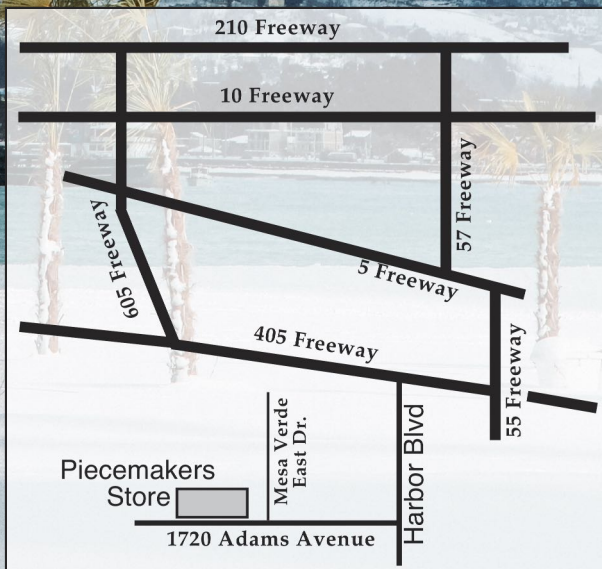 210 Freeway
10 Freeway
57 Freeway
605 Freeway
5 Freeway
405 Freeway
55 Freeway
Mesa Verde
East Dr.
Harbor Blvd
Piecemakers
Store
1720 Adams Avenue